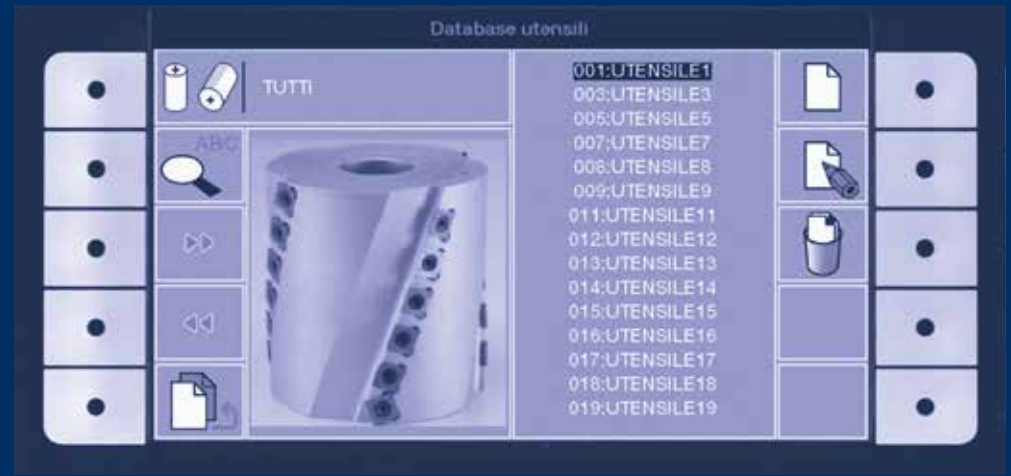 Database utensili
TUTTI
ABC
001:UTENSILE1
003:UTENSILE3
005:UTENSILE5
007:UTENSILE7
008:UTENSILE8
009:UTENSILE9
011:UTENSILE11
012:UTENSILE12
013:UTENSILE13
014:UTENSILE14
015:UTENSILE15
016:UTENSILE16
017:UTENSILE17
018:UTENSILE18
019:UTENSILE19